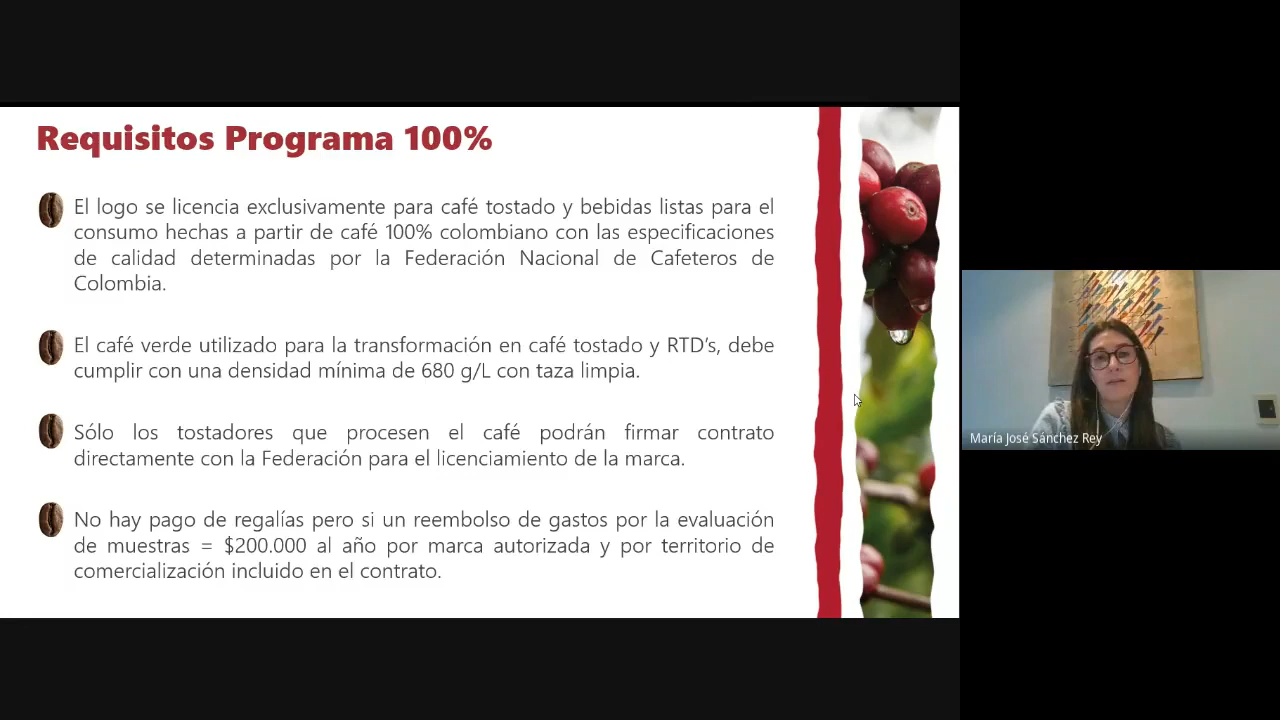 Requisitos Programa 100%
El logo se licencia exclusivamente para café tostado y bebidas listas para el
consumo hechas a partir de café 100% colombiano con las especificaciones
de calidad determinadas por la Federación Nacional de Cafeteros de
Colombia.
El café verde utilizado para la transformación en café tostado y RTD’s, debe
cumplir con una densidad mínima de 680 g/L con taza limpia.
Sólo los tostadores que procesen el café podrán firmar contrato
directamente con la Federación para el licenciamiento de la marca.
No hay pago de regalías pero si un reembolso de gastos por la evaluación
de muestras = $200.000 al año por marca autorizada y por territorio de
comercialización incluido en el contrato.
María José Sánchez Rey